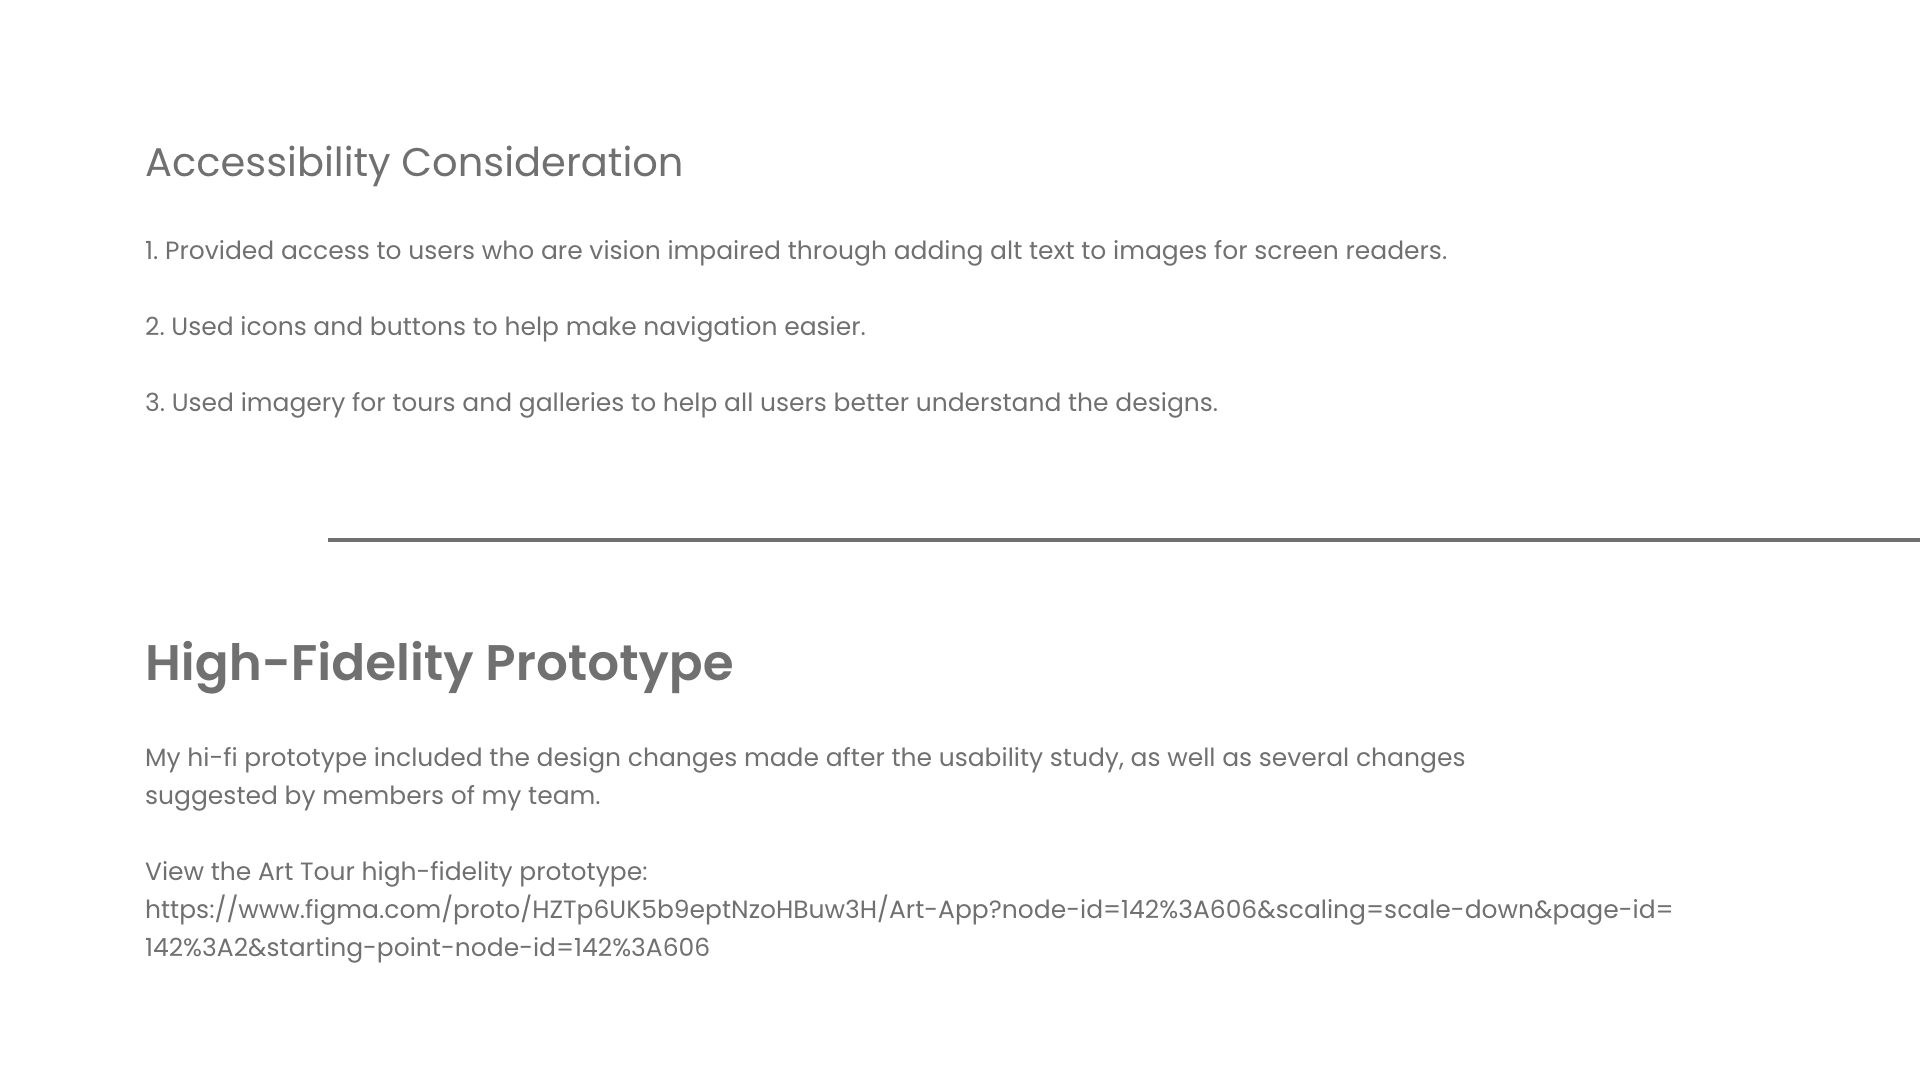 Accessibility Consideration
1. Provided access to users who are vision impaired through adding alt text to images for screen readers.
2. Used icons and buttons to help make navigation easier.
3. Used imagery for tours and galleries to help all users better understand the designs.
High-Fidelity Prototype
My hi-fi prototype included the design changes made after the usability study, as well as several changes
suggested by members of my team.
View the Art Tour high-fidelity prototype:
https://www.figma.com/proto/HZTp6UK5b9eptNzoHBuw3H/Art-App?node-id=142%3A606&scaling=scale-down&page-id=
142%3A2&starting-point-node-id=142%3A606